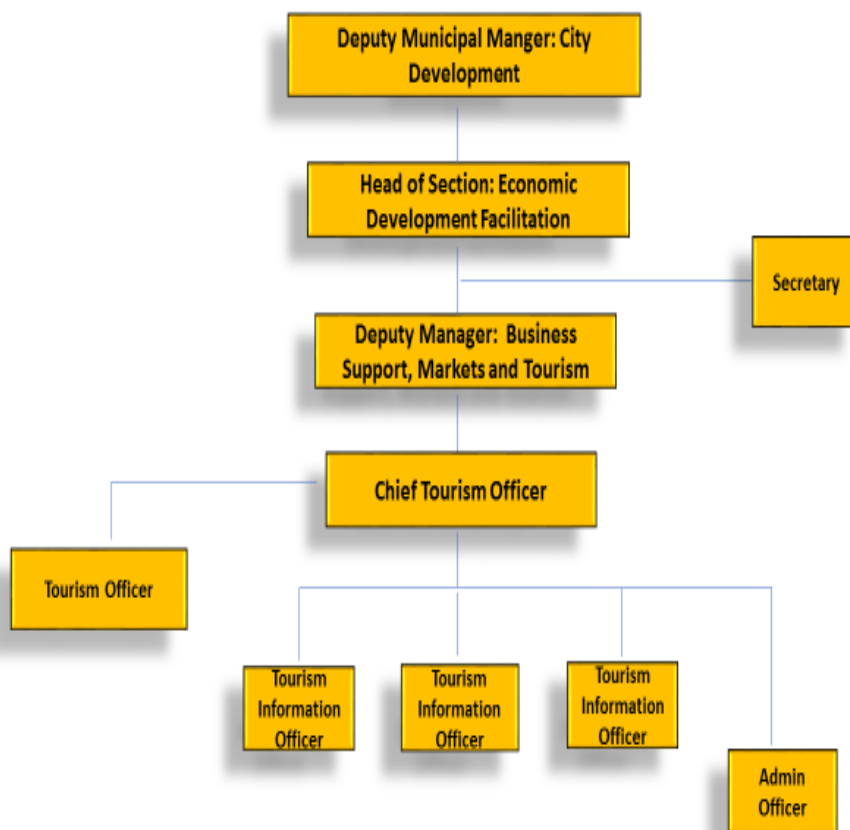 Deputy Municipal Manger: City
Development
Head of Section: Economic
Development Facilitation
Secretary
Deputy Manager: Business
Support, Markets and Tourism
Chief Tourism Officer
Tourism Officer
Tourism
Information
Officer
Tourism
Information
Officer
Tourism
Information
Officer
Admin
Officer